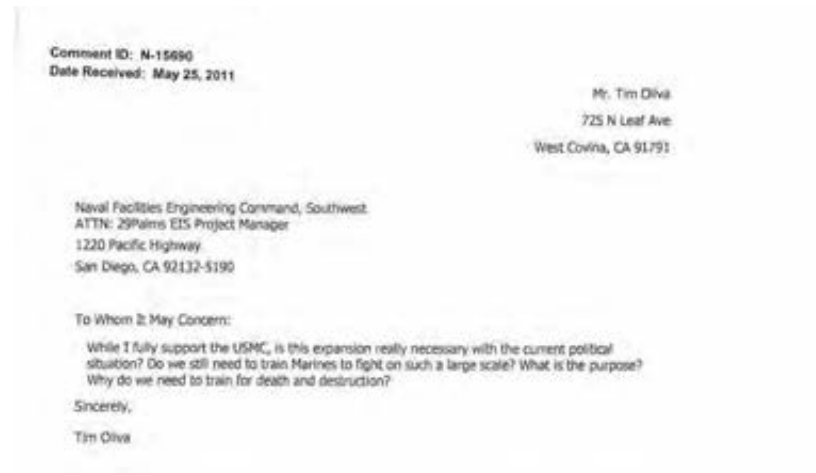 Comment ID: N-15690
Date Received: May 25, 2011
Mr. Tim Oliva
725 N Leaf Ave
West Covina, CA 91791
Naval Facilities Engineering Command, Southwest
ATTN: 29Palms EIS Project Manager
1220 Pacific Highway
San Diego, CA 92132-5190
To Whom It May Concern:
While I fully support the USMC, is this expansion really necessary with the current political
situation? Do we still need to train Marines to fight on such a large scale? What is the purpose?
Why do we need to train for death and destruction?
Sincerely,
Tim Oliva